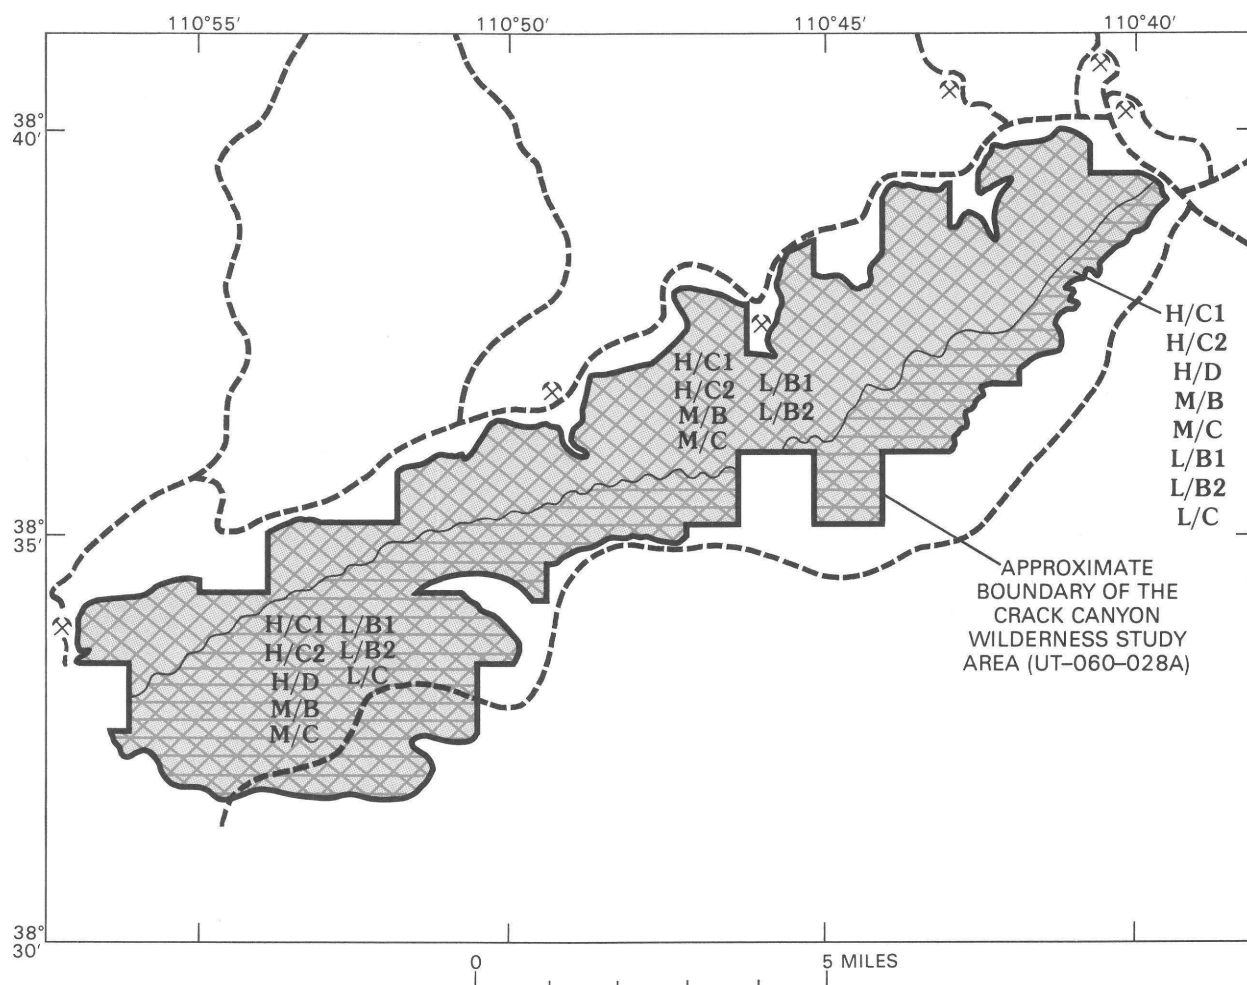 110°55′ 110°50′ 110°45′ 110°40′
38°
40′
H/C1
H/C2
M/B
M/C
L/B1
L/B2
H/C1
H/C2
H/D
M/B
M/C
L/B1
L/B2
L/C
38°
35′
APPROXIMATE
BOUNDARY OF THE
CRACK CANYON
WILDERNESS STUDY
AREA (UT–060–028A)
H/C1 L/B1
H/C2 L/B2
H/D L/C
M/B
M/C
38°
30′
0 5 MILES